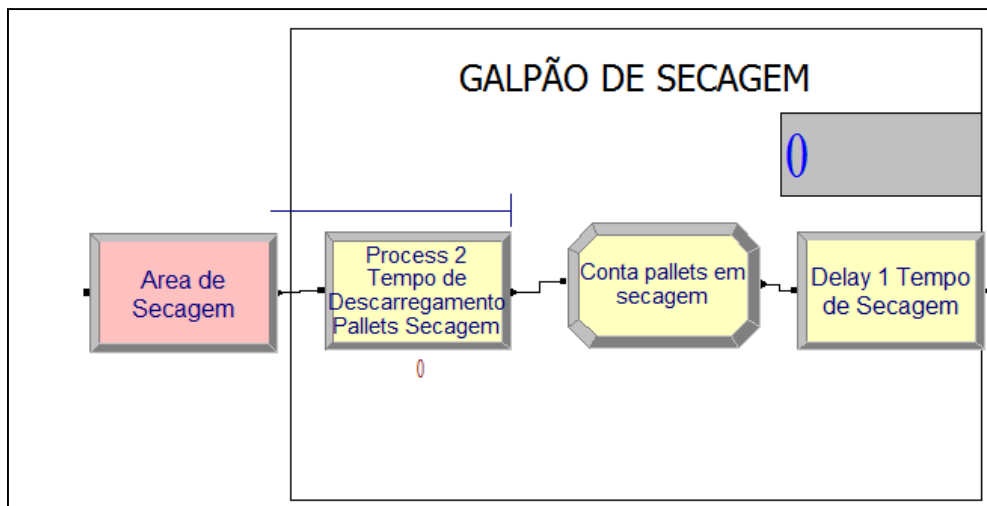 GALPÃO DE SECAGEM
0
Area de
Secagem
Process 2
Tempo de
Descarregamento
Pallets Secagem
0
Conta pallets em
secagem
Delay 1 Tempo
de Secagem